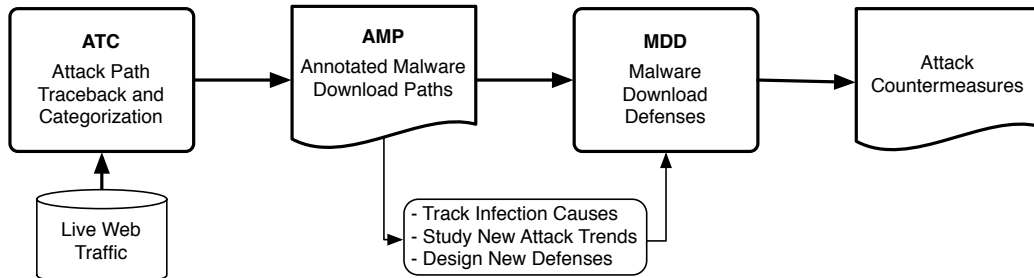 ATC
Attack Path
Traceback and
Categorization
AMP
Annotated Malware
Download Paths
MDD
Malware
Download
Defenses
Attack
Countermeasures
Live Web
Traffic
- Track Infection Causes
- Study New Attack Trends
- Design New Defenses